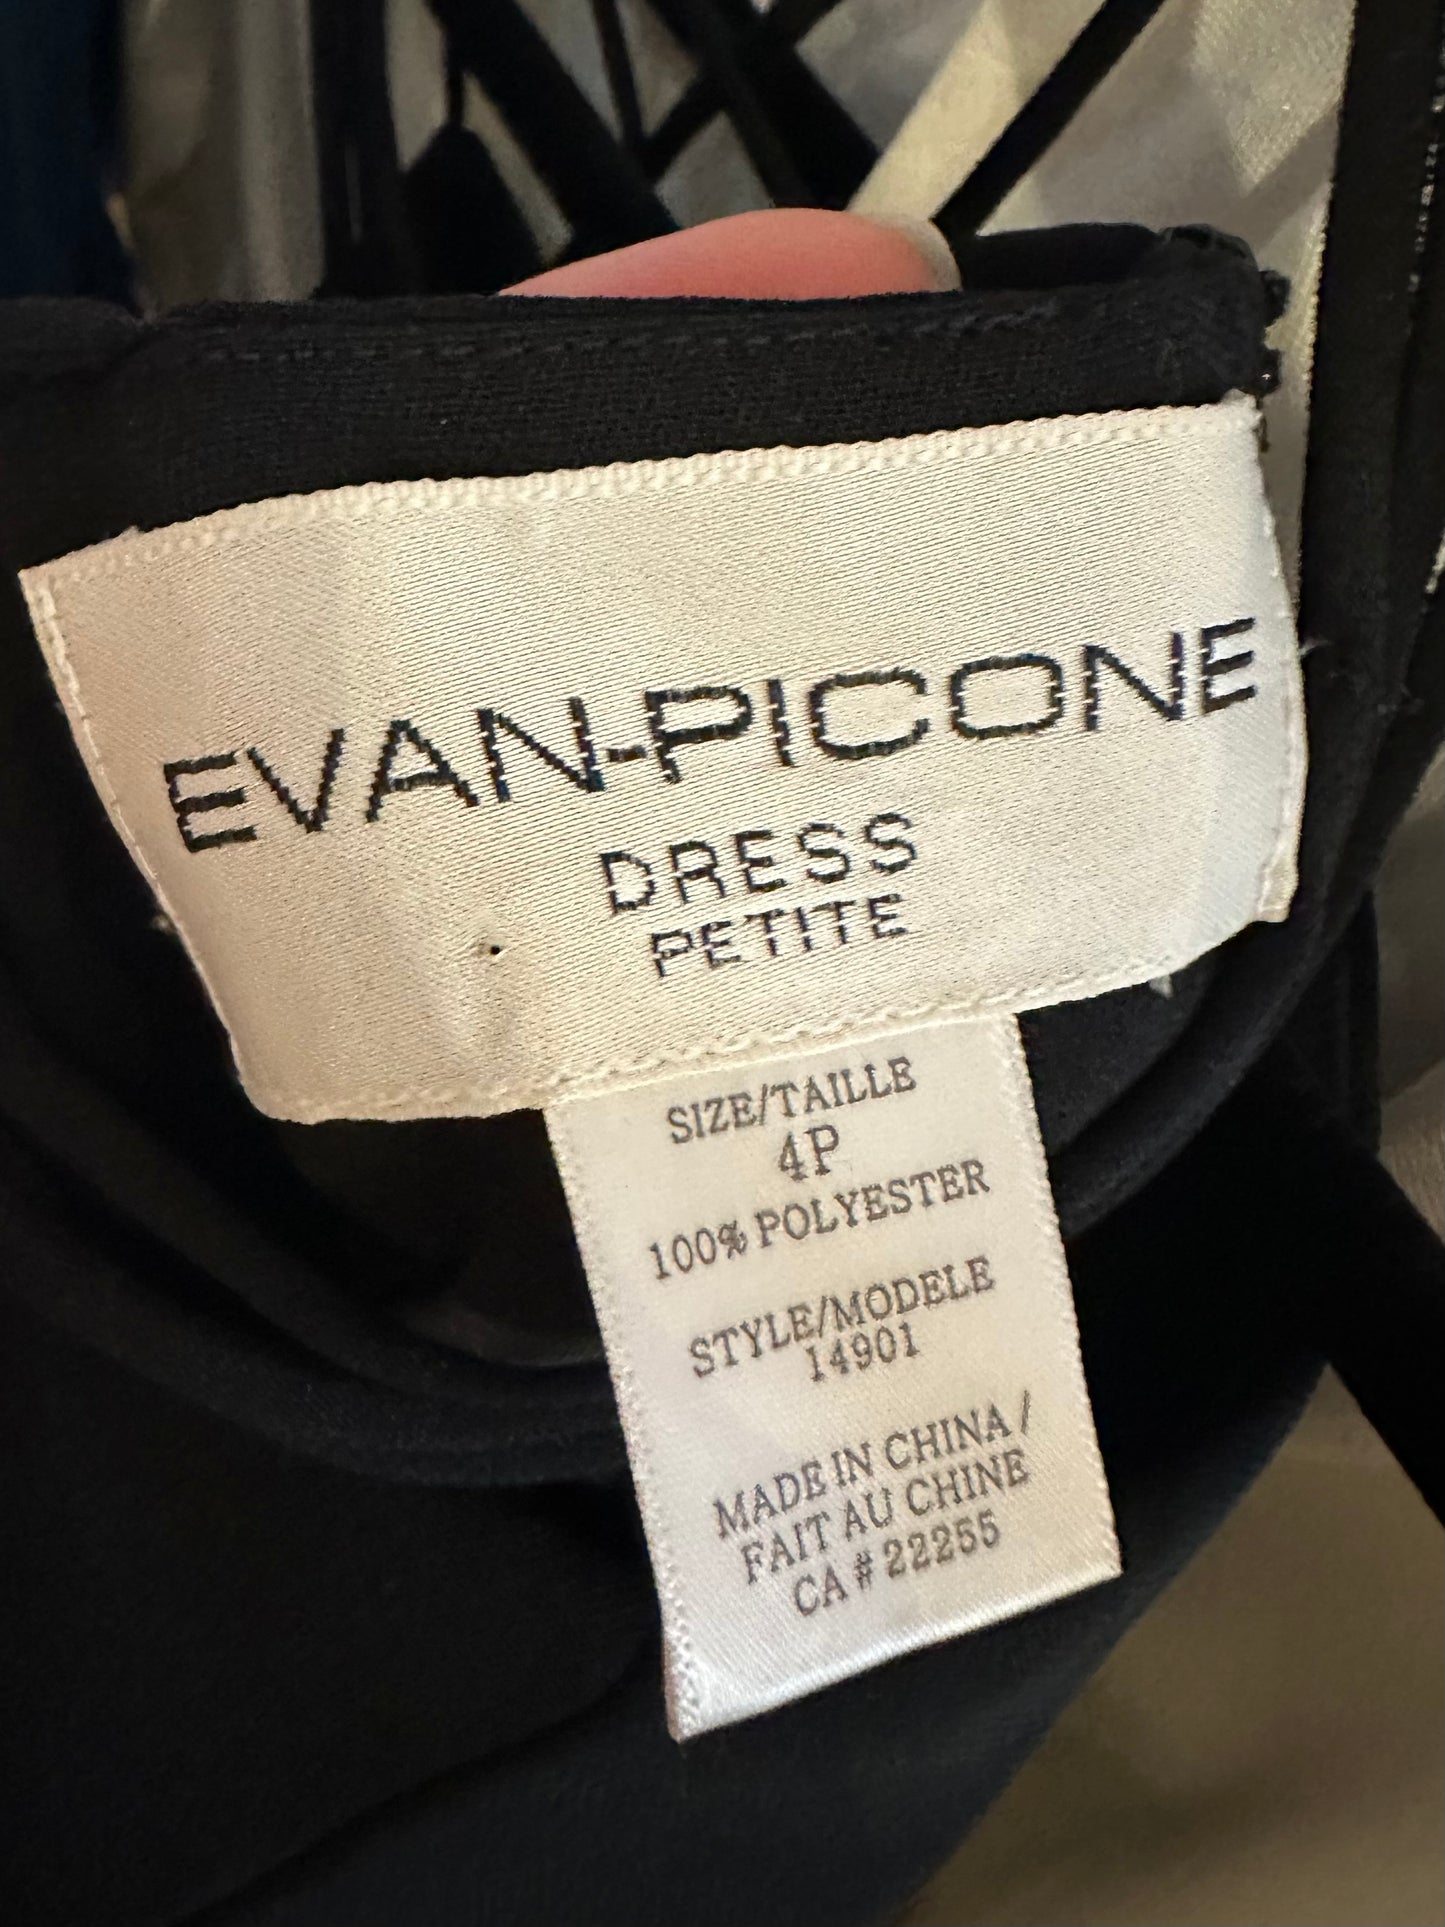 EVAN-PICONE
DRESS
PETITE
SIZE/TAILLE
4P
100% POLYESTER
STYLE/MODELE
14901
MADE IN CHINA /
FAIT AU CHINE
CA # 22255